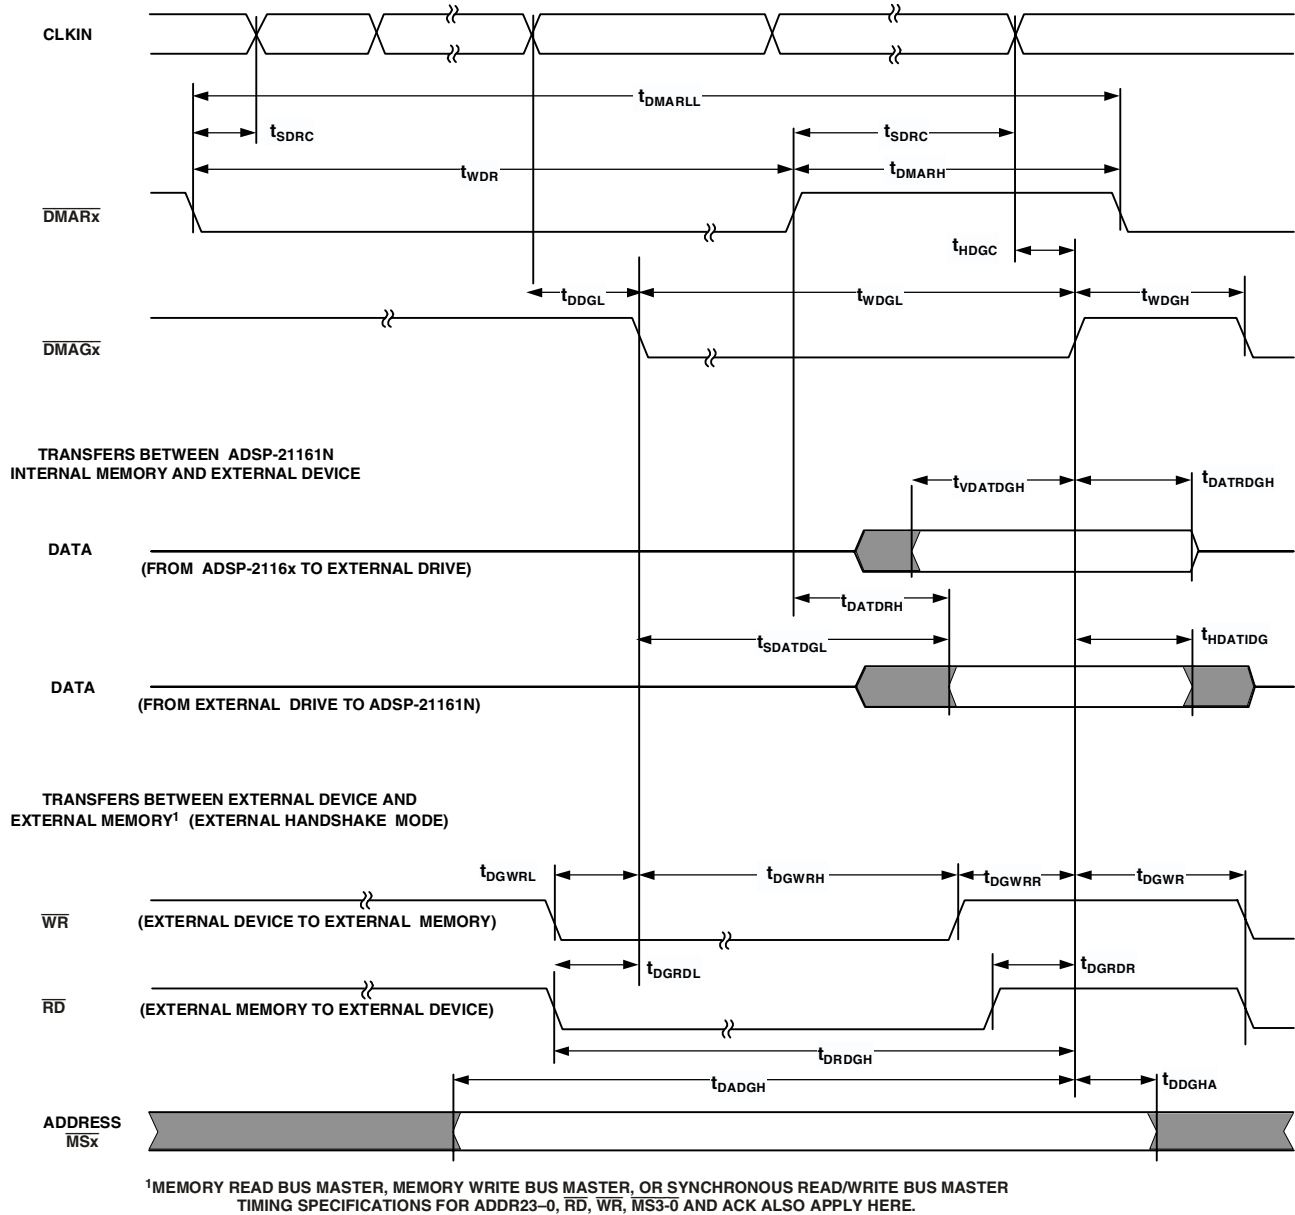 CLKIN
tDMARLL
tSDRC
tSDRC
tWDR
tDMARH
DMARx
tHDGC
tDDGL
tWDGL
tWDGH
DMAGx
TRANSFERS BETWEEN ADSP-21161N
INTERNAL MEMORY AND EXTERNAL DEVICE
tVDATDGH
tDATRDGH
DATA
(FROM ADSP-2116x TO EXTERNAL DRIVE)
tDATDRH
tSDATDGL
tHDATIDG
DATA
(FROM EXTERNAL DRIVE TO ADSP-21161N)
TRANSFERS BETWEEN EXTERNAL DEVICE AND
EXTERNAL MEMORY1 (EXTERNAL HANDSHAKE MODE)
tDGWRL
tDGWRH
tDGWRR
tDGWR
WR
(EXTERNAL DEVICE TO EXTERNAL MEMORY)
tDGRDL
tDGRDR
RD
(EXTERNAL MEMORY TO EXTERNAL DEVICE)
tDRDGH
tDADGH
tDDGHA
ADDRESS
MSx
1MEMORY READ BUS MASTER, MEMORY WRITE BUS MASTER, OR SYNCHRONOUS READ/WRITE BUS MASTER
TIMING SPECIFICATIONS FOR ADDR23–0, RD, WR, MS3-0 AND ACK ALSO APPLY HERE.